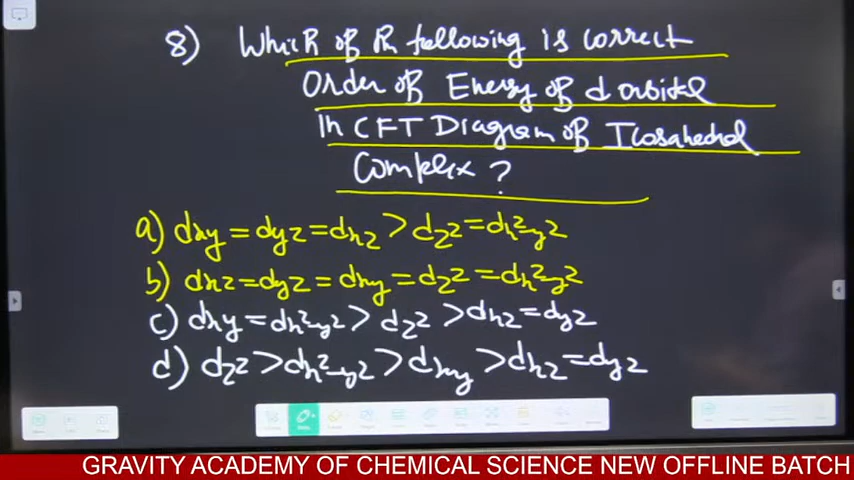 8) Which of the following is correct
Order of Energy of d orbital
In CFT Diagram of Icosahedral
Complex ?
a) dxy = dyz = dxz > dz² = dx²-y²
b) dxz = dyz = dxy = dz² = dx²-y²
c) dxy = dx²-y² > dz² > dxz = dyz
d) dz² > dx²-y² > dxy > dxz = dyz
GRAVITY ACADEMY OF CHEMICAL SCIENCE NEW OFFLINE BATCH